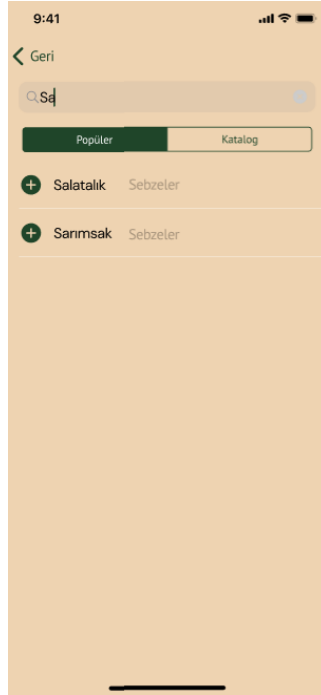 9:41
Geri
Sa
Popüler Katalog
Salatalık Sebzeler
Sarımsak Sebzeler